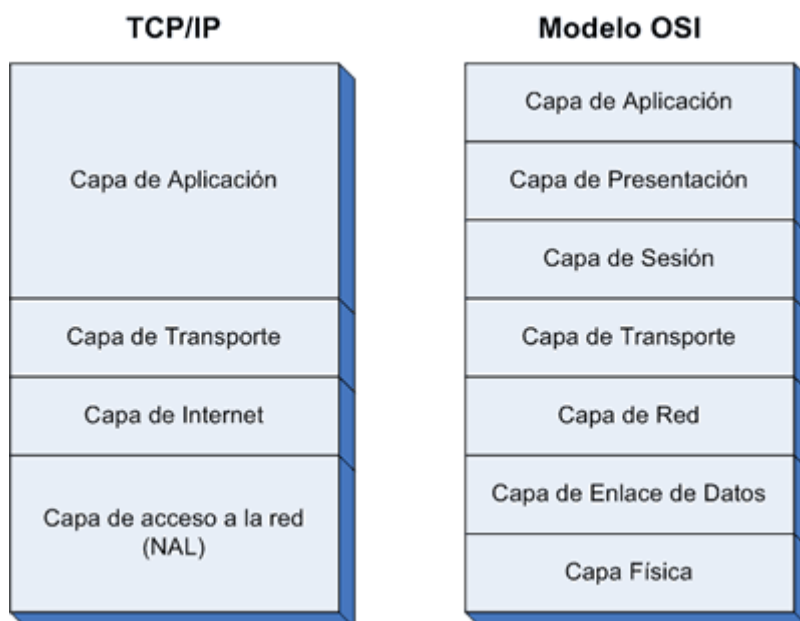 TCP/IP
Capa de Aplicación
Capa de Transporte
Capa de Internet
Capa de acceso a la red
(NAL)
Modelo OSI
Capa de Aplicación
Capa de Presentación
Capa de Sesión
Capa de Transporte
Capa de Red
Capa de Enlace de Datos
Capa Física